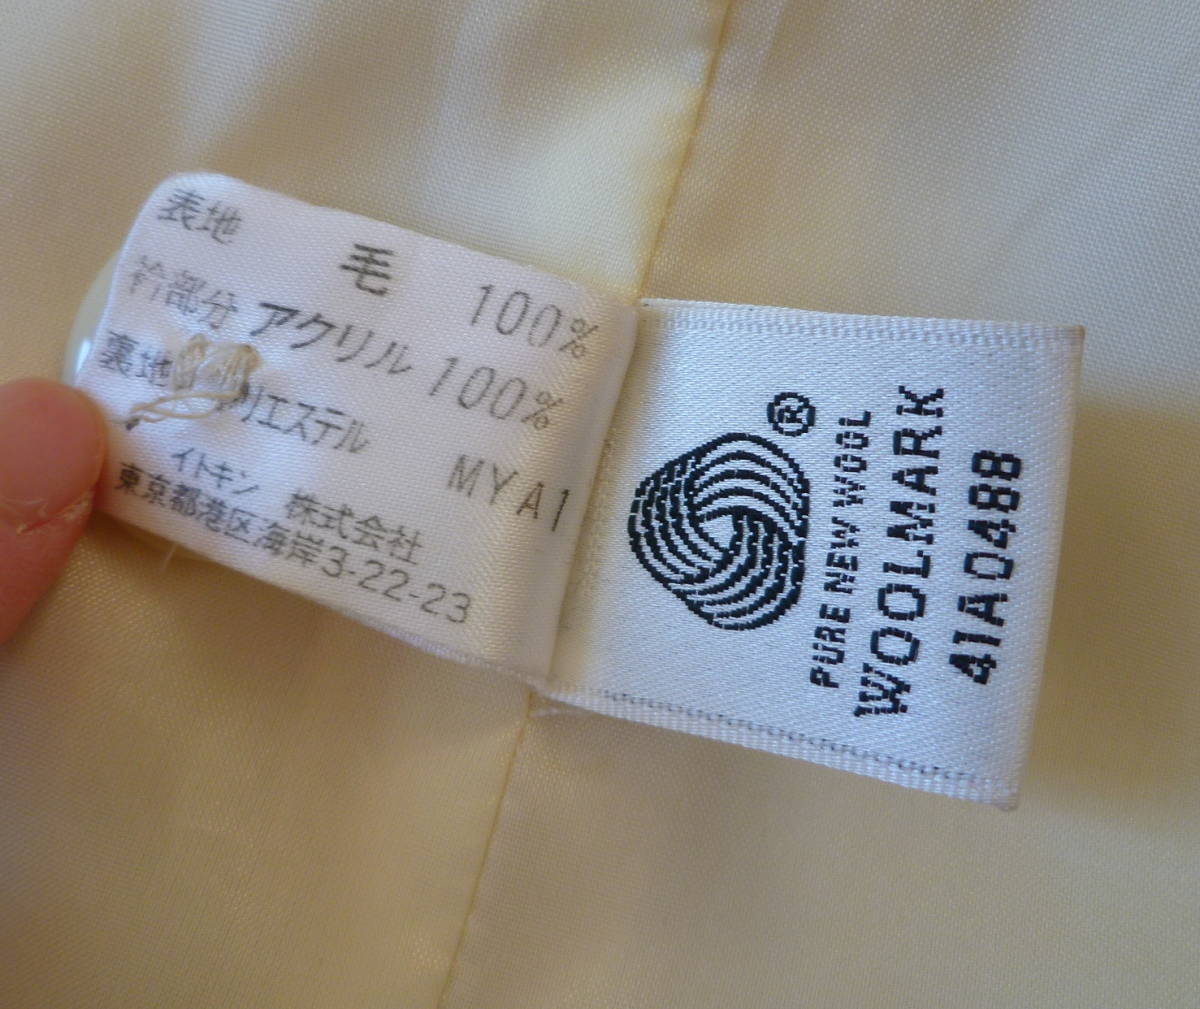 表地 毛 100%
衿部分 アクリル 100%
裏地 ポリエステル
MYA1
イトキン 株式会社
東京都港区海岸3-22-23
®
PURE NEW WOOL
WOOLMARK
41A0488